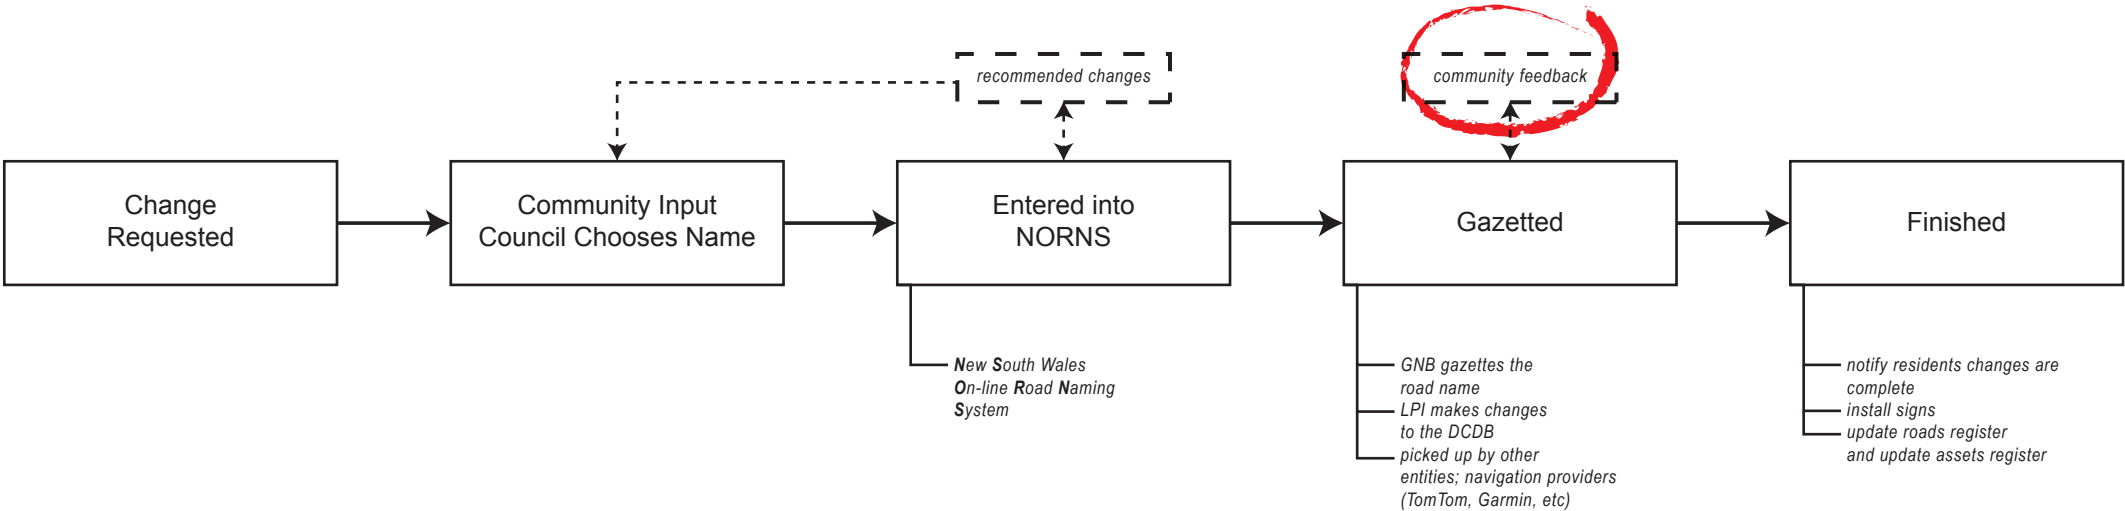 recommended changes
community feedback
Change
Requested
Community Input
Council Chooses Name
Entered into
NORNS
Gazetted
Finished
New South Wales
On-line Road Naming
System
GNB gazettes the
road name
LPI makes changes
to the DCDB
picked up by other
entities; navigation providers
(TomTom, Garmin, etc)
notify residents changes are
complete
install signs
update roads register
and update assets register